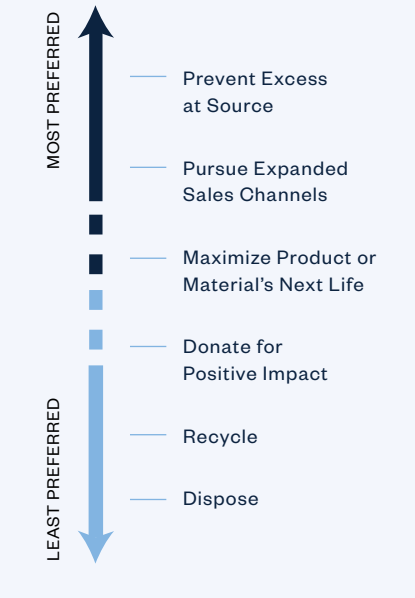 MOST PREFERRED
Prevent Excess
at Source
Pursue Expanded
Sales Channels
Maximize Product or
Material’s Next Life
Donate for
Positive Impact
Recycle
Dispose
LEAST PREFERRED